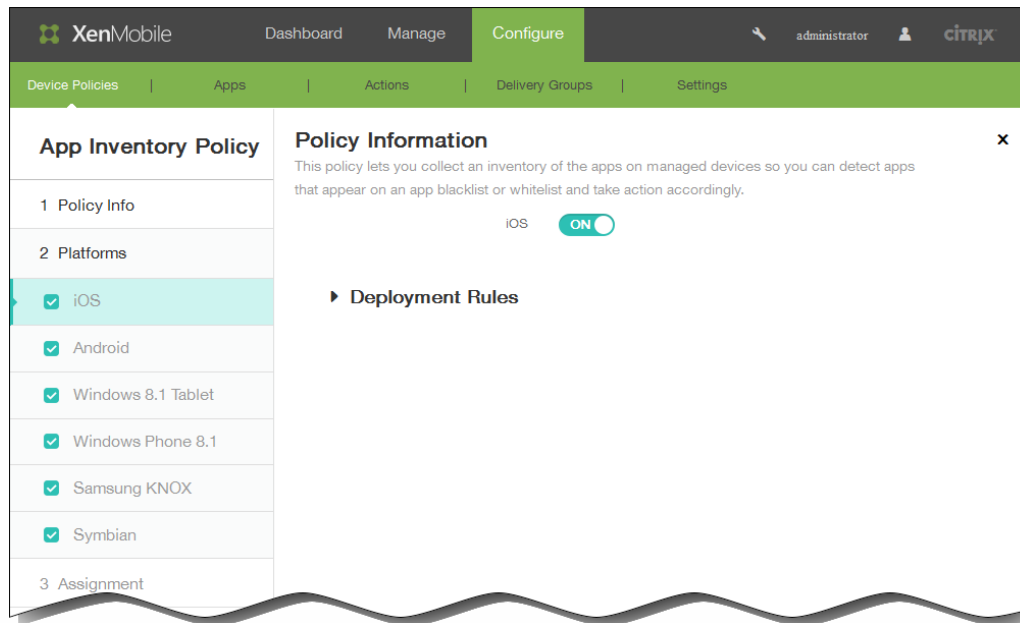 XenMobile Dashboard Manage Configure administrator CİTRIX
Device Policies | Apps | Actions | Delivery Groups | Settings
App Inventory Policy
1 Policy Info
2 Platforms
iOS
Android
Windows 8.1 Tablet
Windows Phone 8.1
Samsung KNOX
Symbian
3 Assignment
Policy Information
This policy lets you collect an inventory of the apps on managed devices so you can detect apps
that appear on an app blacklist or whitelist and take action accordingly.
iOS ON
Deployment Rules